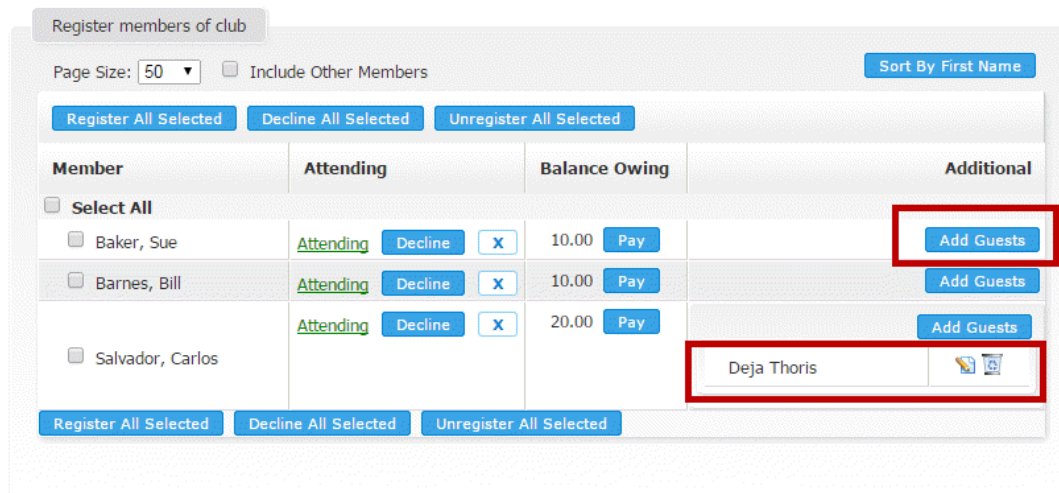 Register members of club
Page Size: 50 Include Other Members Sort By First Name
Register All Selected Decline All Selected Unregister All Selected
Member Attending Balance Owing Additional
Select All
Baker, Sue Attending Decline X 10.00 Pay Add Guests
Barnes, Bill Attending Decline X 10.00 Pay Add Guests
Attending Decline X 20.00 Pay Add Guests
Salvador, Carlos Deja Thoris
Register All Selected Decline All Selected Unregister All Selected